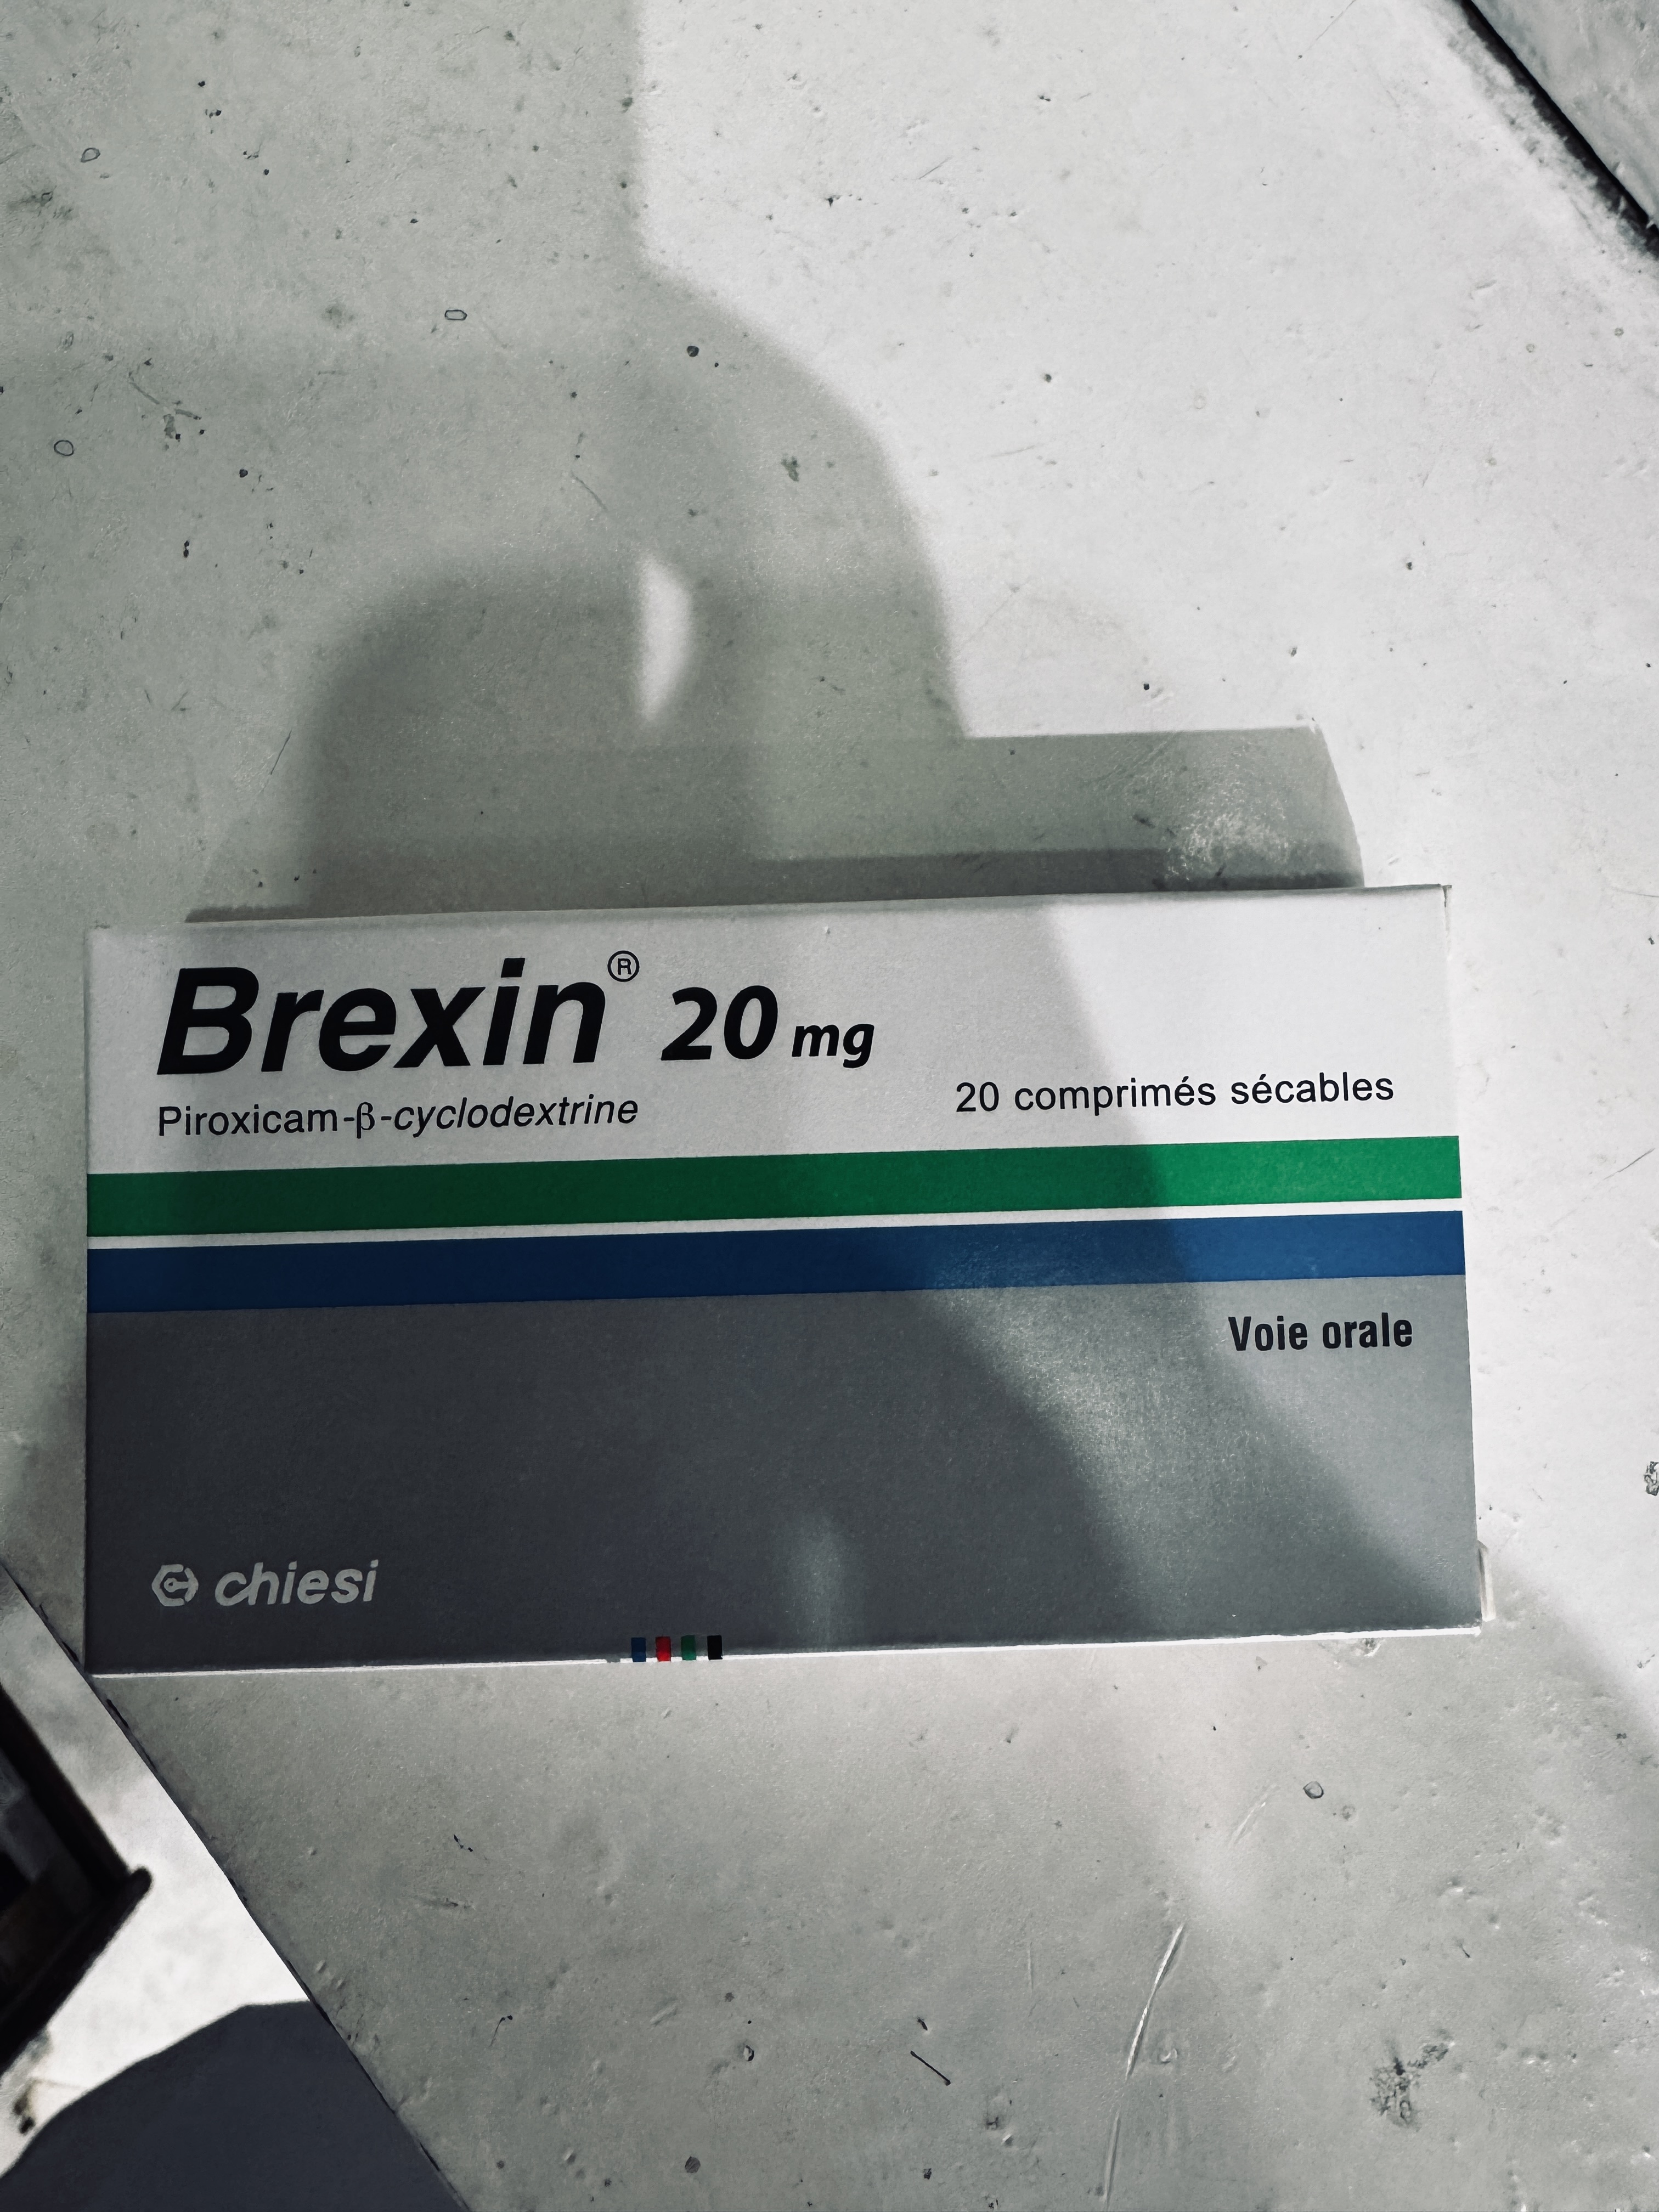 Brexin® 20 mg
Piroxicam-β-cyclodextrine
20 comprimés sécables
Voie orale
chiesi